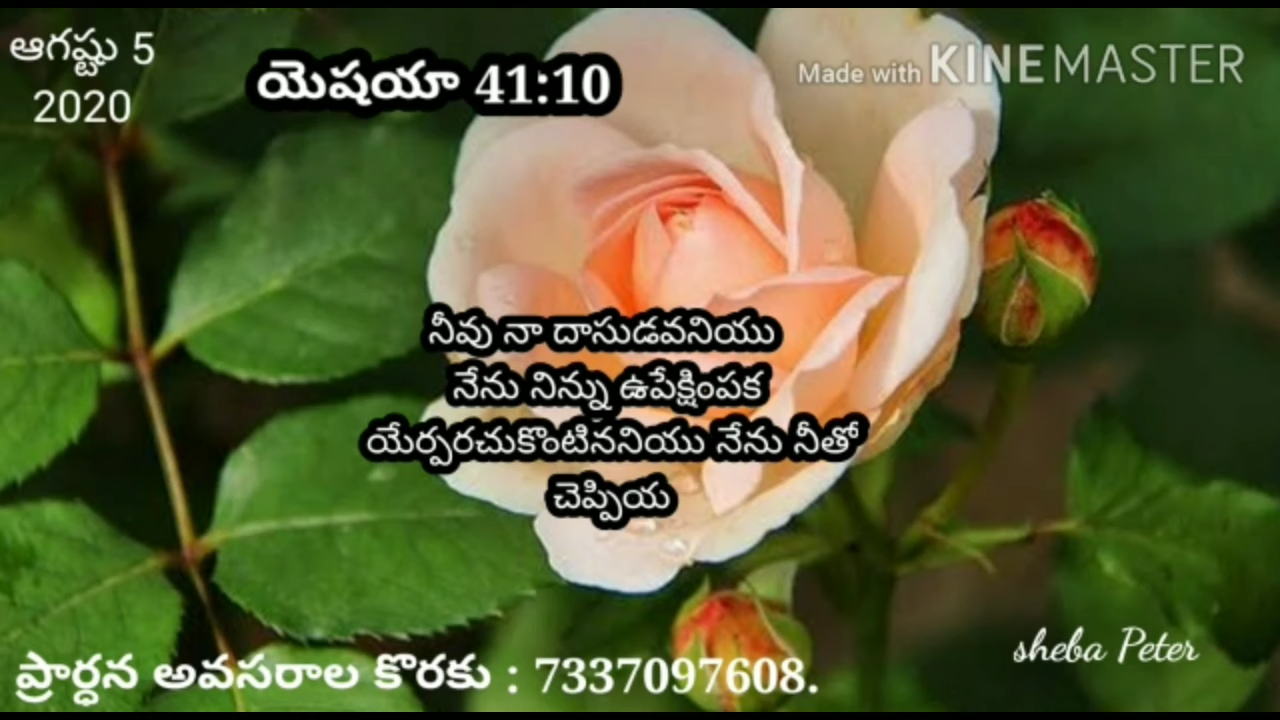 ఆగష్టు 5
2020
యెషయా 41:10
Made with KINEMASTER
నీవు నా దాసుడవనియు
నేను నిన్ను ఉపేక్షింపక
యేర్పరచుకొంటిననియు నేను నీతో
చెప్పియ
sheba Peter
ప్రార్ధన అవసరాల కొరకు : 7337097608.